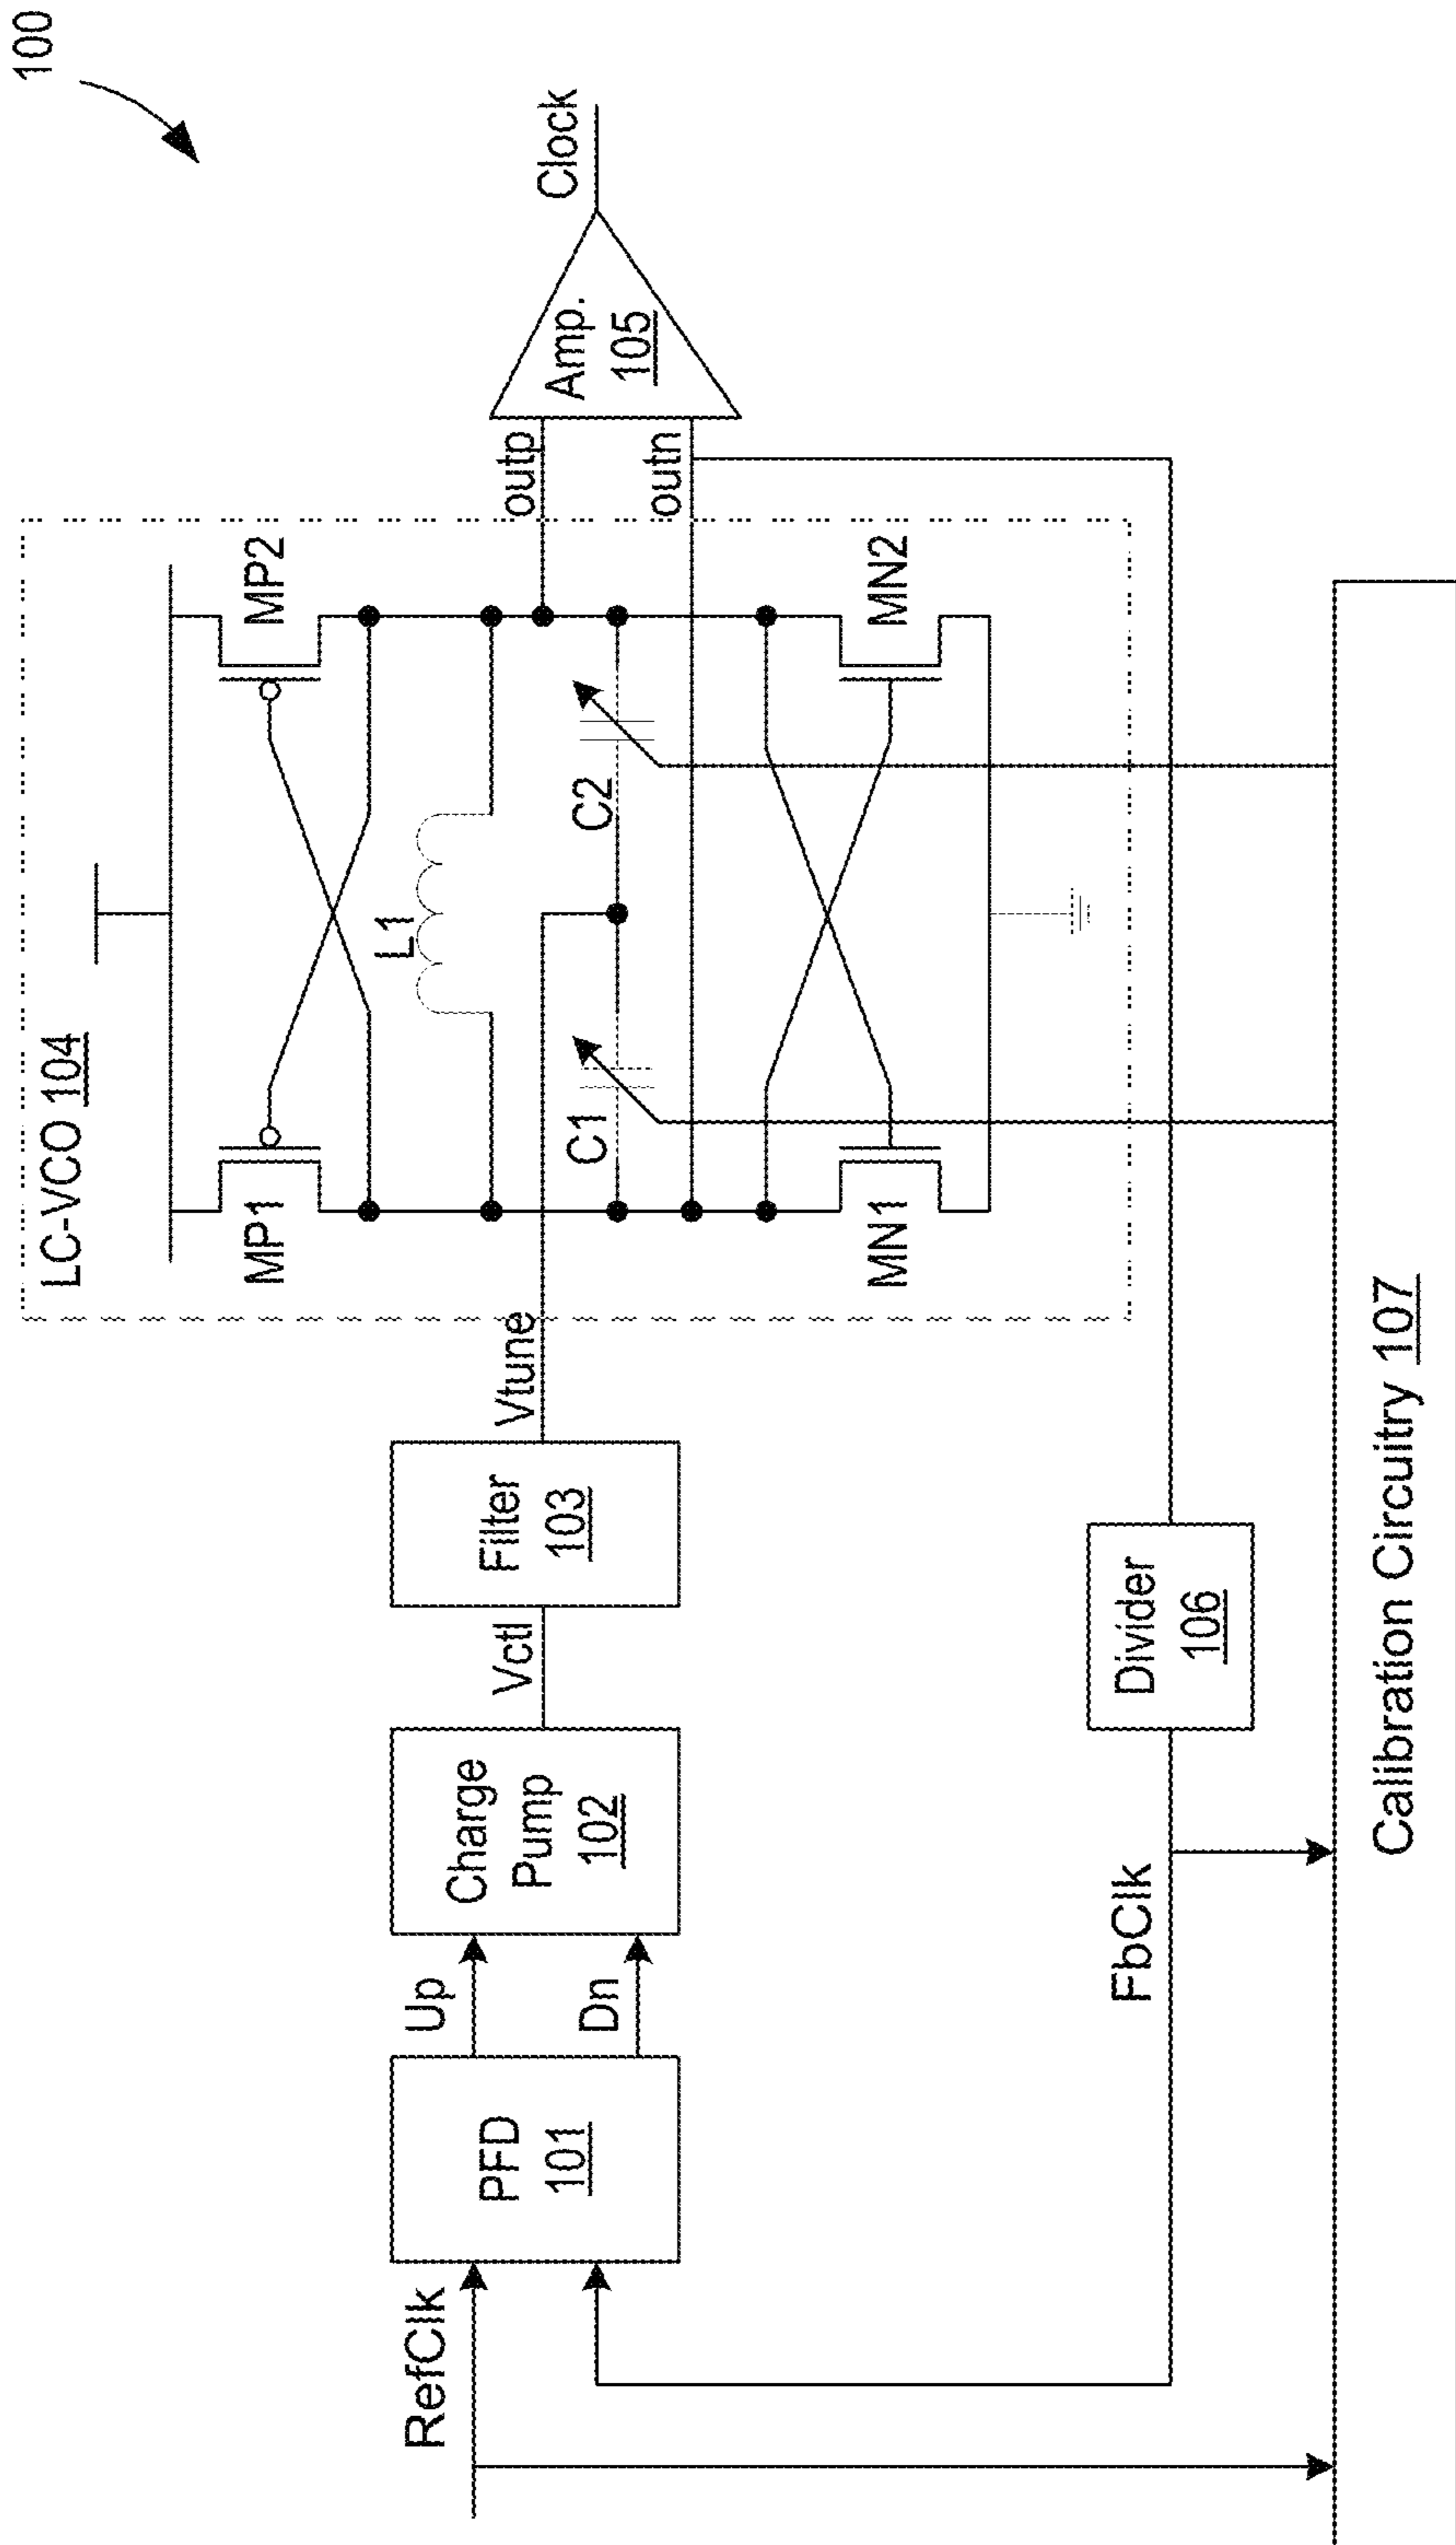 100
LC-VCO 104
MP1
MP2
L1
RefClk
PFD
101
Up
Dn
Charge
Pump
102
Vctl
Filter
103
Vtune
C1
C2
outp
outn
Amp.
105
Clock
MN1
MN2
FbClk
Divider
106
Calibration Circuitry 107